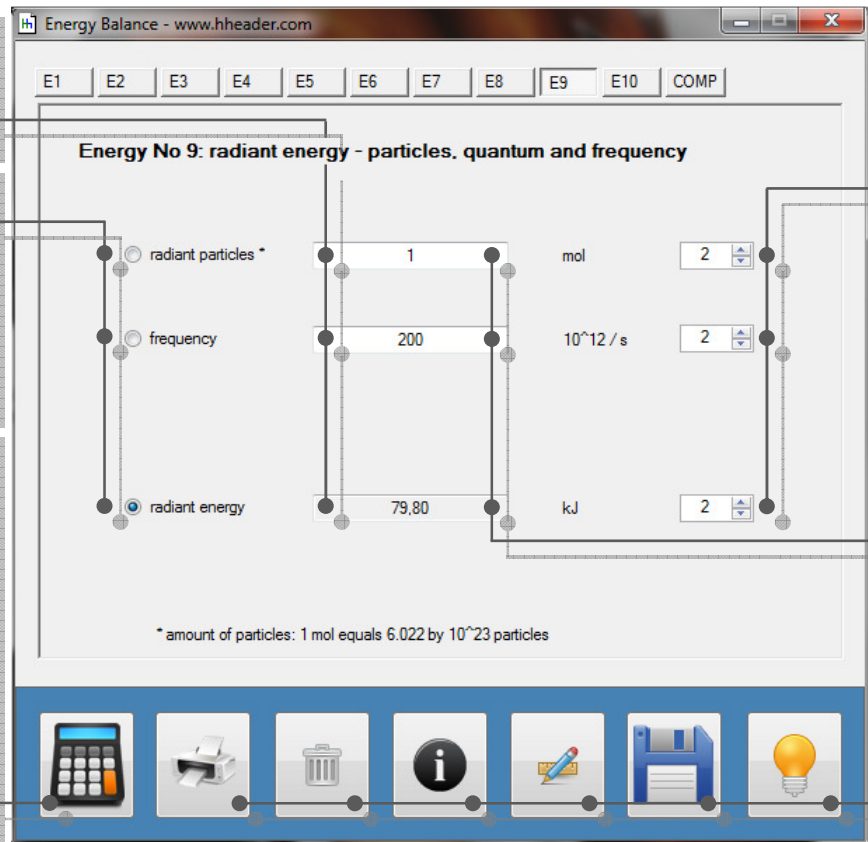 Energy Balance - www.hheader.com
E1 E2 E3 E4 E5 E6 E7 E8 E9 E10 COMP
Energy No 9: radiant energy - particles, quantum and frequency
radiant particles * 1 mol 2
frequency 200 10^12 / s 2
radiant energy 79,80 kJ 2
* amount of particles: 1 mol equals 6.022 by 10^23 particles